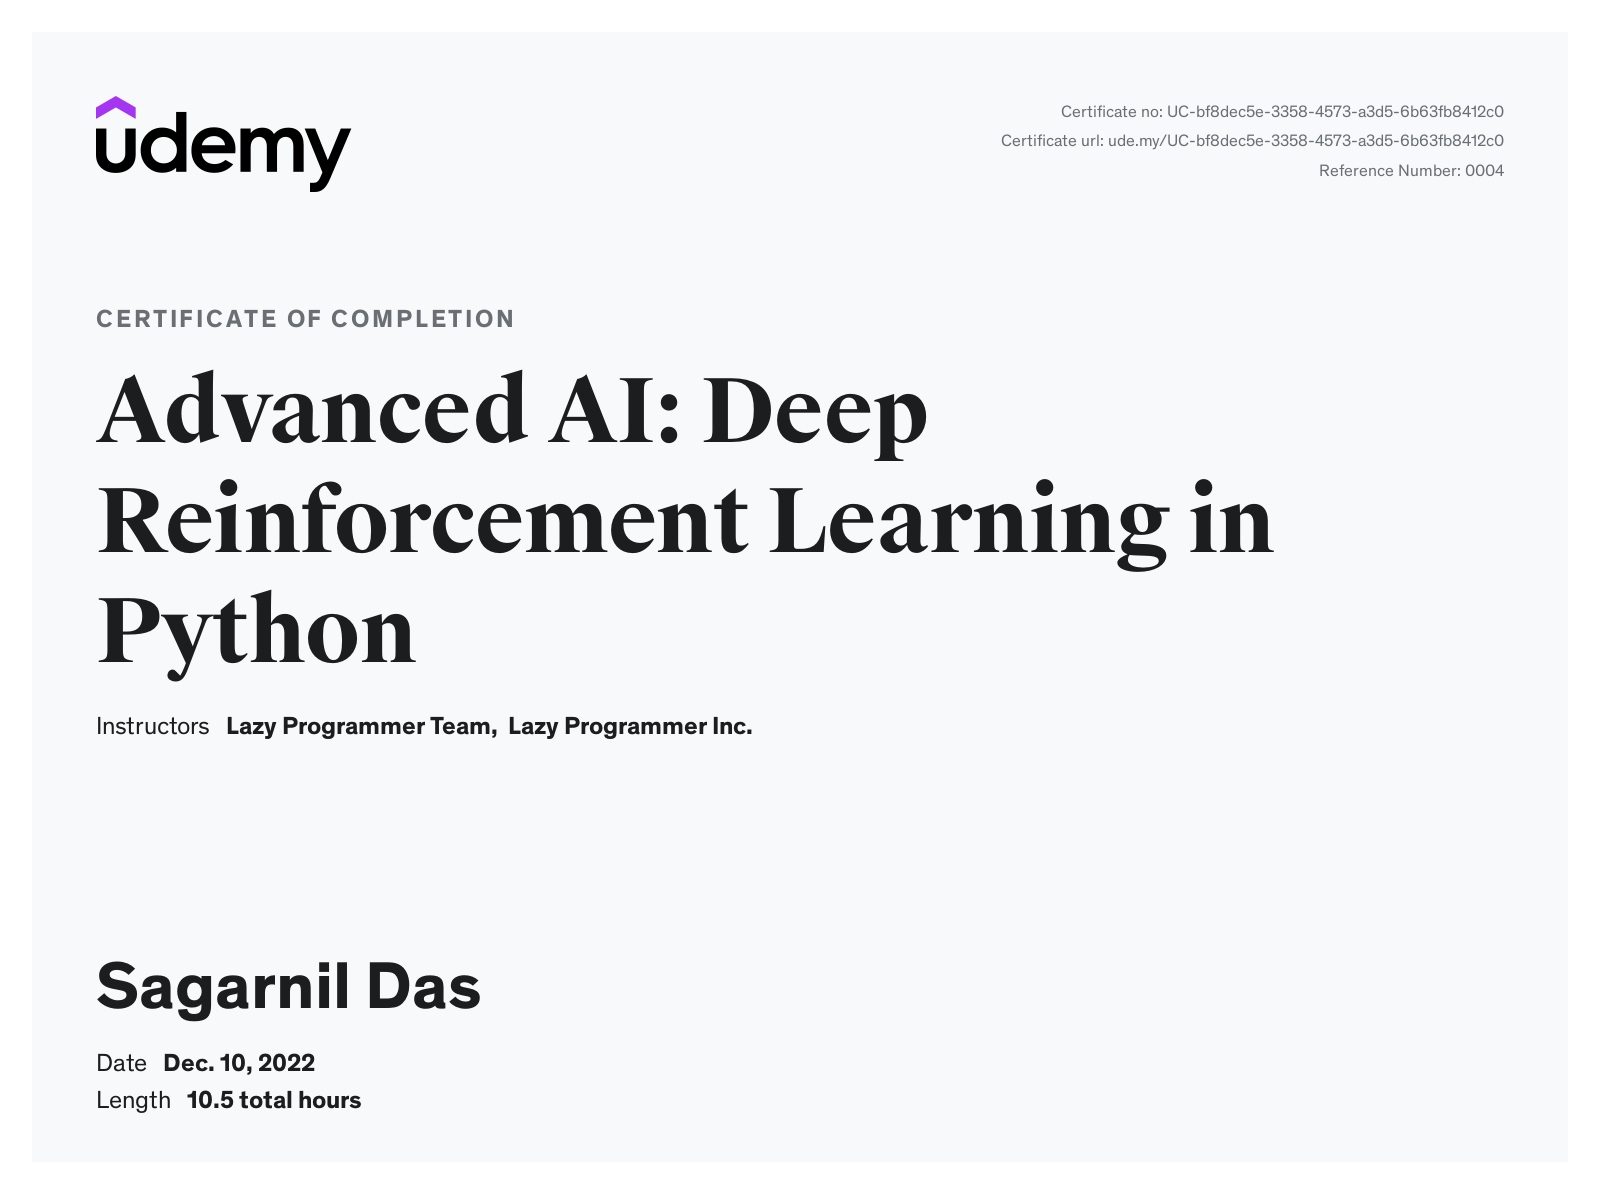 udemy
Certificate no: UC-bf8dec5e-3358-4573-a3d5-6b63fb8412c0
Certificate url: ude.my/UC-bf8dec5e-3358-4573-a3d5-6b63fb8412c0
Reference Number: 0004
CERTIFICATE OF COMPLETION
Advanced AI: Deep
Reinforcement Learning in
Python
Instructors Lazy Programmer Team, Lazy Programmer Inc.
Sagarnil Das
Date Dec. 10, 2022
Length 10.5 total hours